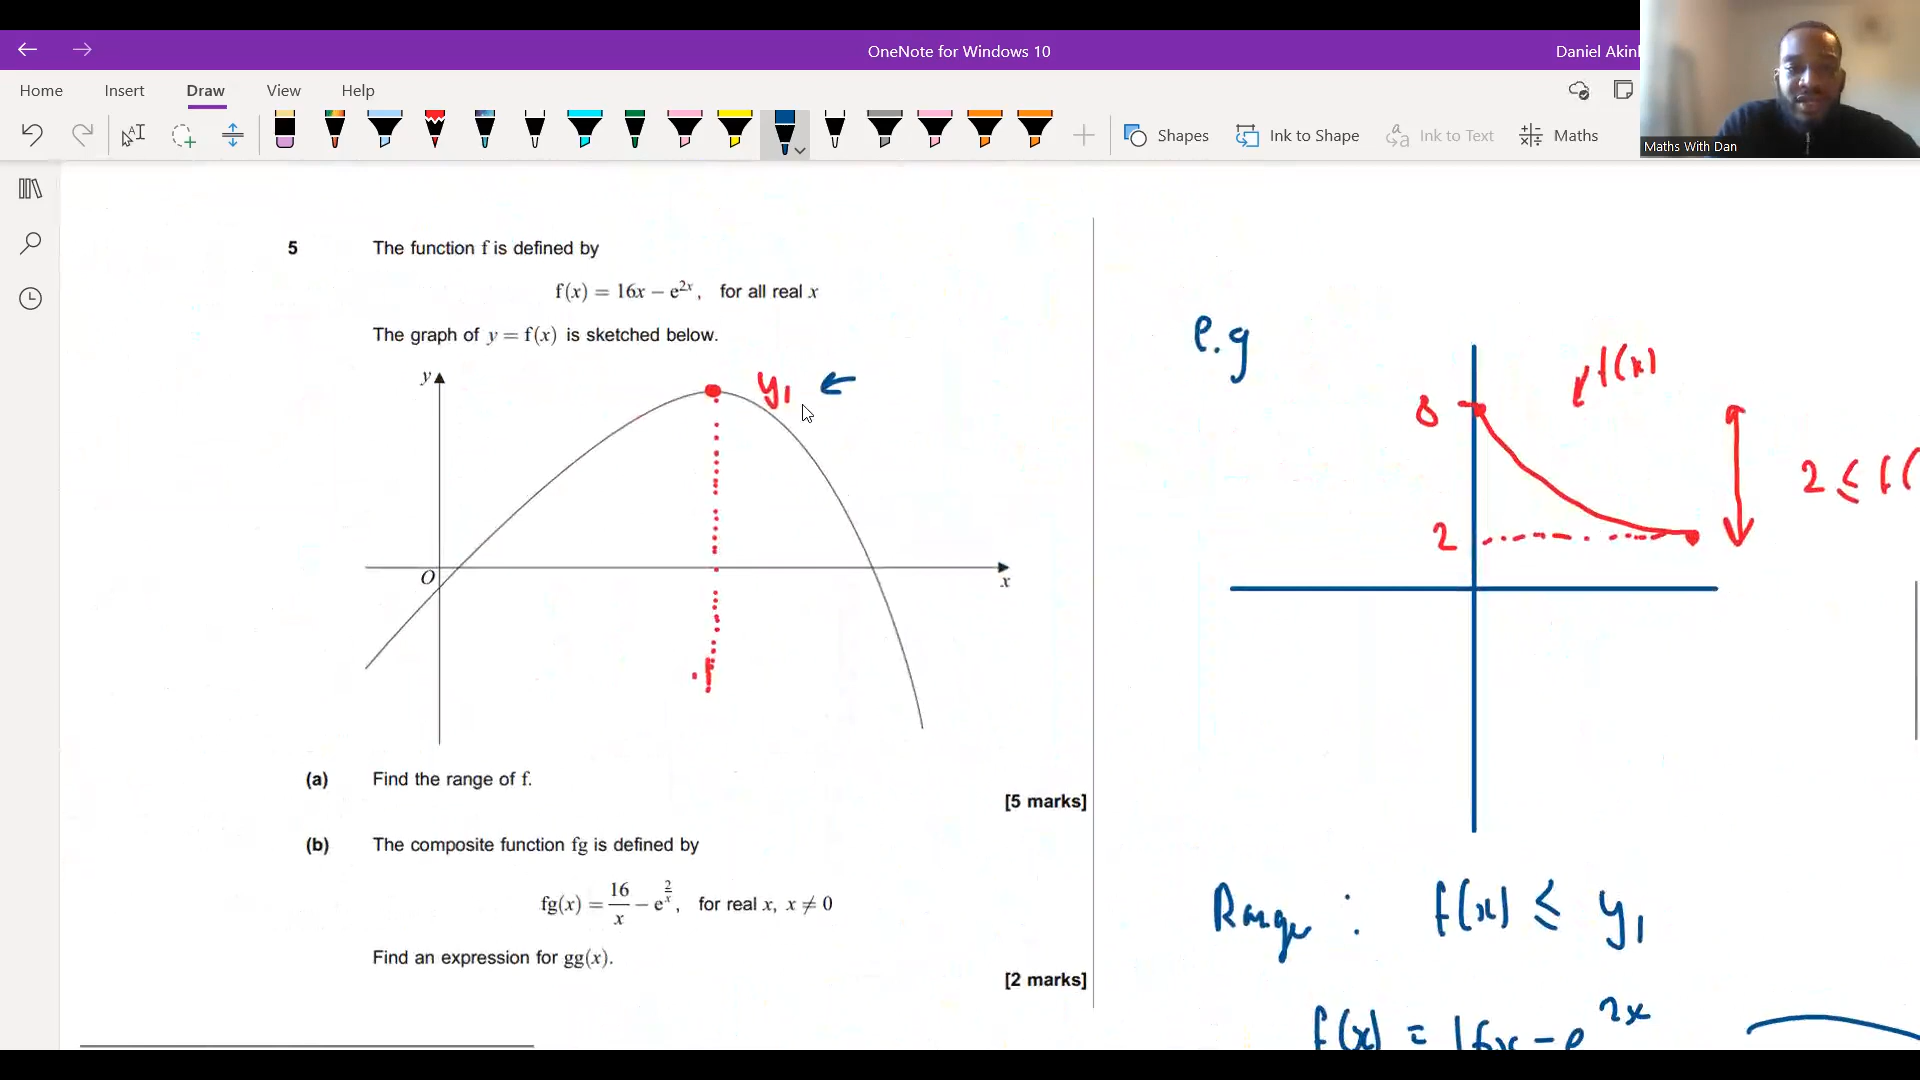 OneNote for Windows 10
Daniel Akinl
Home Insert Draw View Help
Shapes Ink to Shape Ink to Text Maths
Maths With Dan
5 The function f is defined by
f(x) = 16x − e^{2x}, for all real x
The graph of y = f(x) is sketched below.
y
y₁ ←
O
x
(a) Find the range of f.
[5 marks]
(b) The composite function fg is defined by
fg(x) = 16/x − e^{2/x}, for real x, x ≠ 0
Find an expression for gg(x).
[2 marks]
e.g
f(x)
8
2
2 ≤ f(
Range : f(x) ≤ y₁
f(x) = 16x − e^{2x}